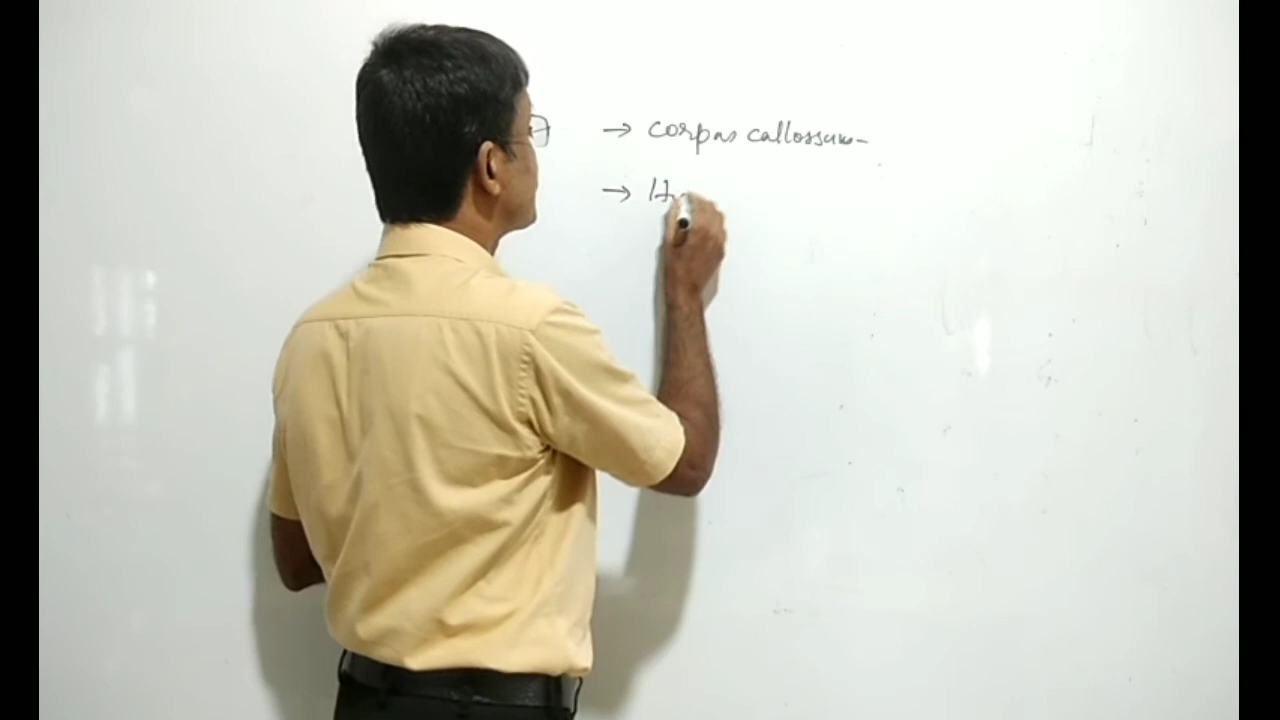 → corpus callossum
→ H